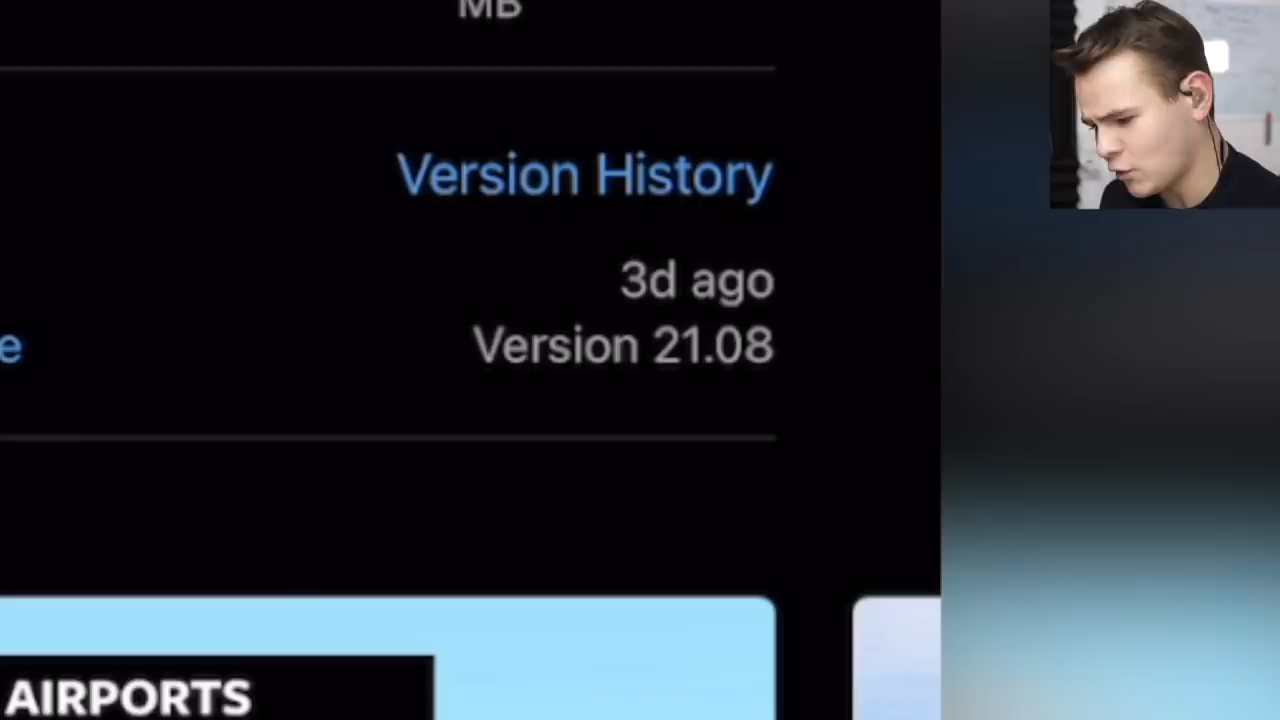 MB
Version History
3d ago
e
Version 21.08
AIRPORTS